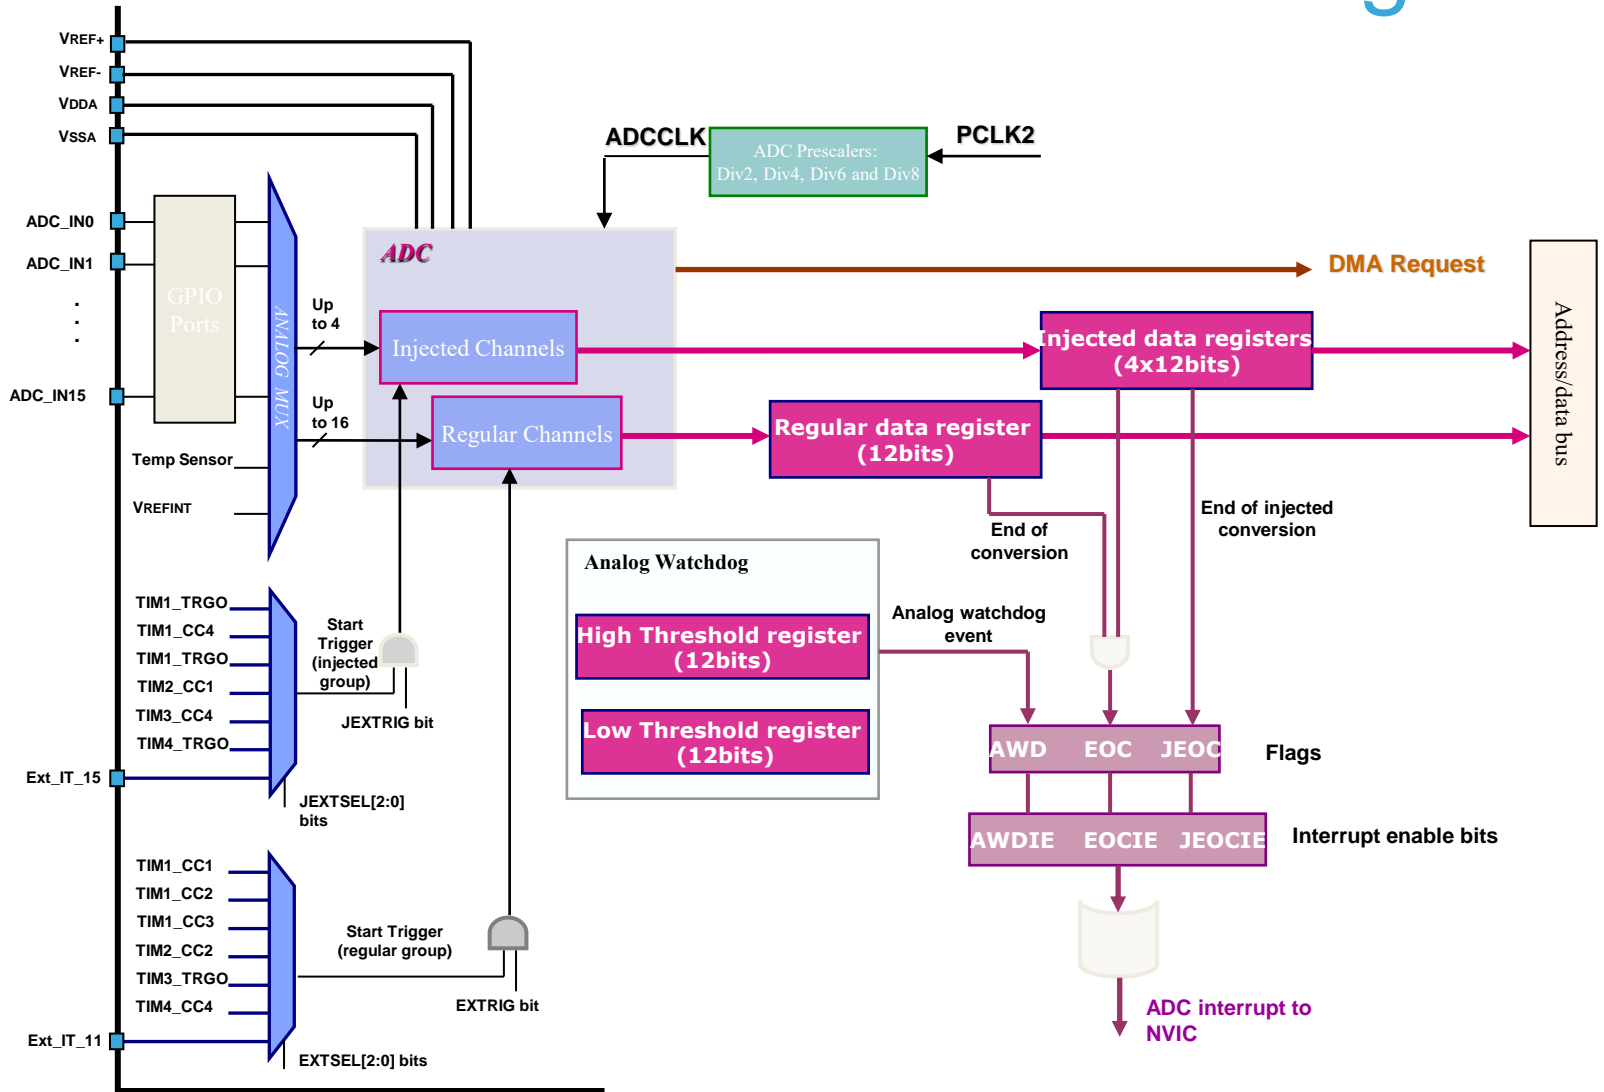 g
VREF+
VREF-
VDDA
VSSA
ADCCLK
PCLK2
ADC Prescalers:
Div2, Div4, Div6 and Div8
ADC_IN0
ADC_IN1
.
.
.
ADC_IN15
GPIO
Ports
ANALOG MUX
Temp Sensor
VREFINT
Up
to 4
Up
to 16
ADC
Injected Channels
Regular Channels
DMA Request
Injected data registers
(4x12bits)
Regular data register
(12bits)
Address/data bus
End of
conversion
End of injected
conversion
Analog Watchdog
High Threshold register
(12bits)
Low Threshold register
(12bits)
Analog watchdog
event
TIM1_TRGO
TIM1_CC4
TIM1_TRGO
TIM2_CC1
TIM3_CC4
TIM4_TRGO
Ext_IT_15
Start
Trigger
(injected
group)
JEXTRIG bit
JEXTSEL[2:0]
bits
AWD EOC JEOC
Flags
AWDIE EOCIE JEOCIE
Interrupt enable bits
TIM1_CC1
TIM1_CC2
TIM1_CC3
TIM2_CC2
TIM3_TRGO
TIM4_CC4
Ext_IT_11
Start Trigger
(regular group)
EXTRIG bit
EXTSEL[2:0] bits
ADC interrupt to
NVIC